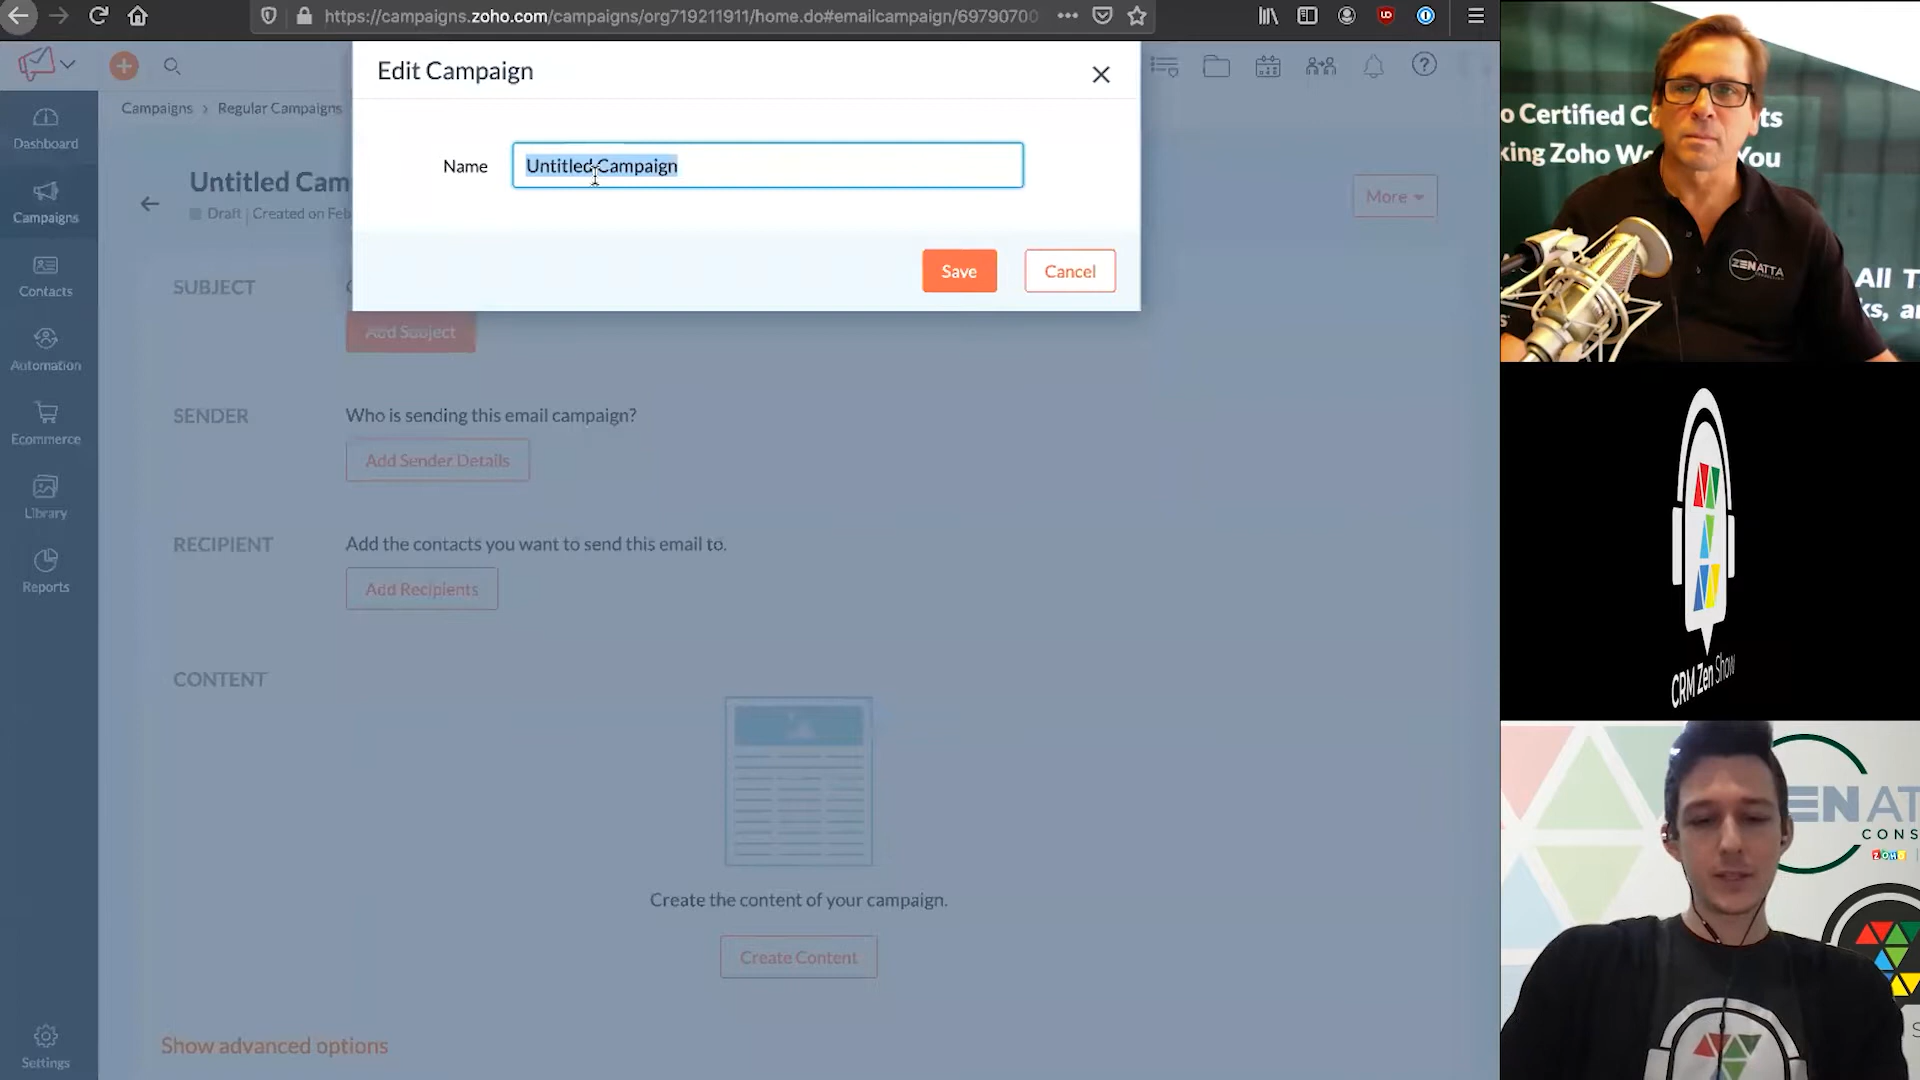 https://campaigns.zoho.com/campaigns/org719211911/home.do#emailcampaign/69790700
Edit Campaign
Campaigns > Regular Campaigns
Dashboard
Name
Untitled Campaign
Untitled Cam
More
Draft | Created on Feb
Campaigns
Save
Cancel
SUBJECT
Contacts
Add Subject
Automation
SENDER
Who is sending this email campaign?
Ecommerce
Add Sender Details
Library
RECIPIENT
Add the contacts you want to send this email to.
Reports
Add Recipients
CONTENT
Create the content of your campaign.
Create Content
Show advanced options
Settings
o Certified C ts
king Zoho Wo You
ZENATTA
All T
ks, a
CRM Zen Show
ENAT
CONS
ZOHO